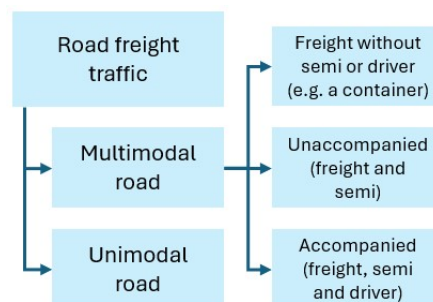 Road freight
traffic
Multimodal
road
Unimodal
road
Freight without
semi or driver
(e.g. a container)
Unaccompanied
(freight and
semi)
Accompanied
(freight, semi
and driver)